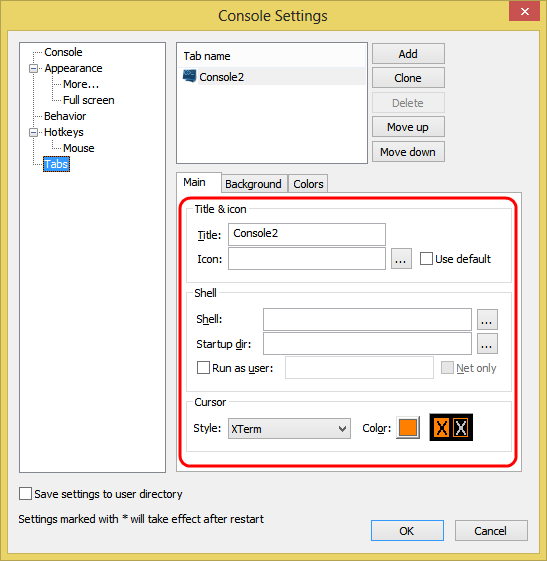 Console Settings
Console
Appearance
More...
Full screen
Behavior
Hotkeys
Mouse
Tabs
Tab name
Console2
Add
Clone
Delete
Move up
Move down
Main Background Colors
Title & icon
Title: Console2
Icon: ... Use default
Shell
Shell: ...
Startup dir: ...
Run as user: Net only
Cursor
Style: XTerm Color: X X
Save settings to user directory
Settings marked with * will take effect after restart
OK Cancel